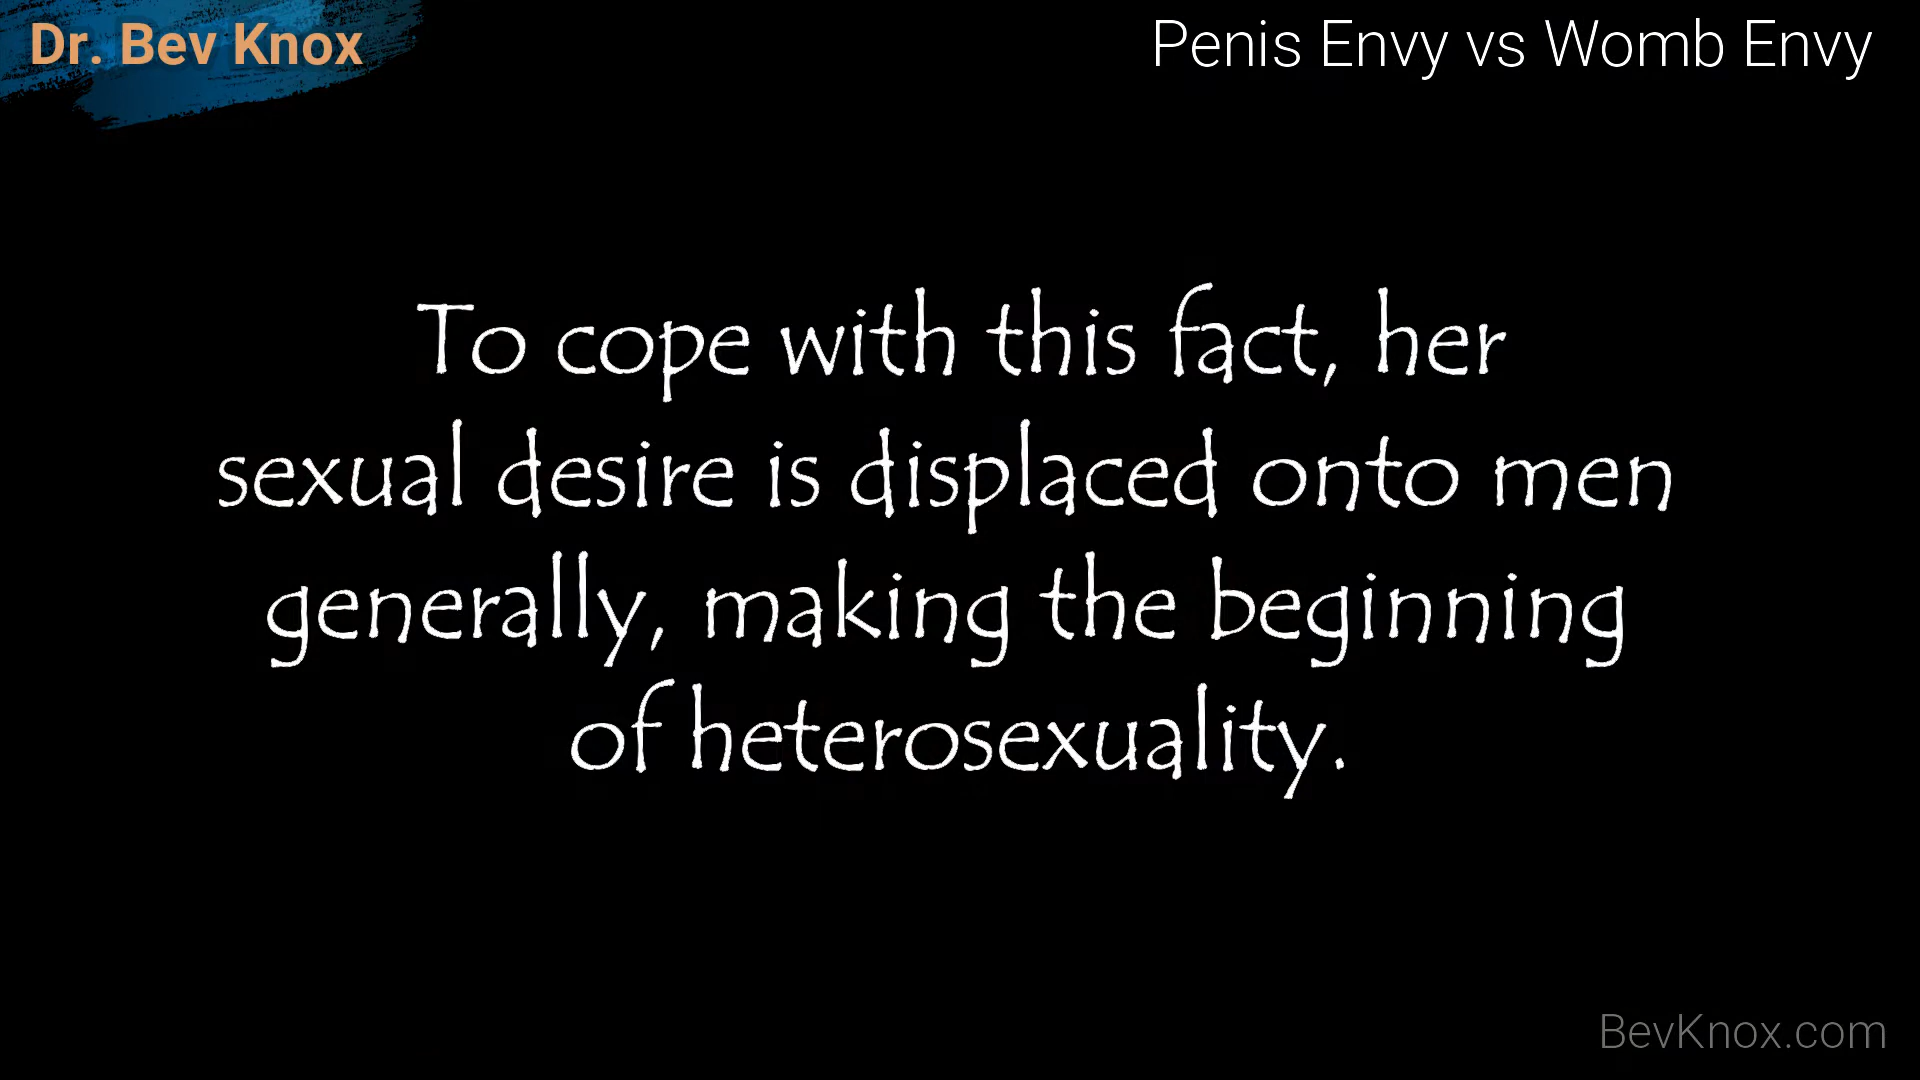 Dr. Bev Knox
Penis Envy vs Womb Envy
To cope with this fact, her
sexual desire is displaced onto men
generally, making the beginning
of heterosexuality.
BevKnox.com